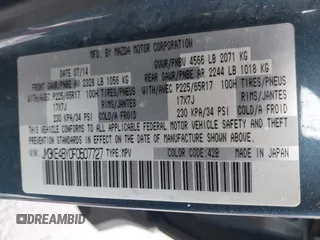 MFD. BY MAZDA MOTOR CORPORATION
DATE 07/14 GVWR/PNBV 4566 LB 2071 KG
FRONT GAWR/PNBE AV 2328 LB 1056 KG REAR GAWR/PNBE AR 2244 LB 1018 KG
WITH/AVEC P225/65R17 100H TIRES/PNEUS WITH/AVEC P225/65R17 100H TIRES/PNEUS
17X7J RIMS/JANTES 17X7J RIMS/JANTES
230 KPA/34 PSI COLD/A FROID 230 KPA/34 PSI COLD/A FROID
THIS VEHICLE CONFORMS TO ALL APPLICABLE U.S. FEDERAL MOTOR VEHICLE
SAFETY, BUMPER AND THEFT PREVENTION STANDARDS IN EFFECT ON THE
DATE OF MANUFACTURE SHOWN ABOVE.
TYPE:MPV COLOR CODE:42B MADE IN JAPAN
BIDCARS